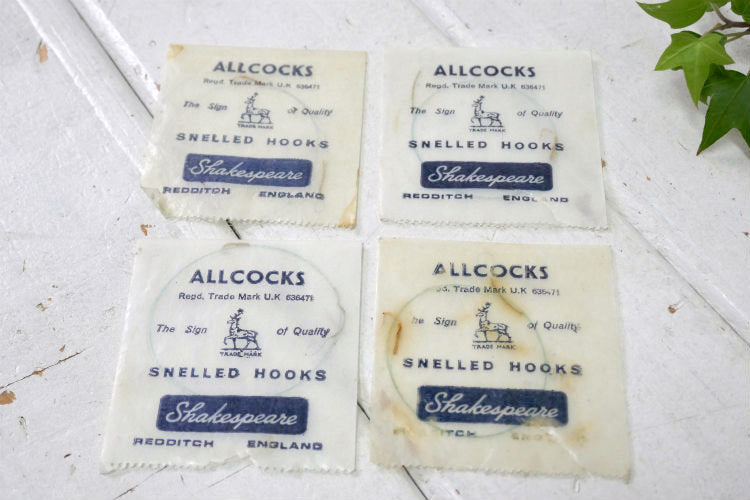 ALLCOCKS
Regd. Trade Mark U.K 636471
The Sign of Quality
TRADE MARK
SNELLED HOOKS
Shakespeare
REDDITCH ENGLAND
ALLCOCKS
Regd. Trade Mark U.K 636471
The Sign of Quality
TRADE MARK
SNELLED HOOKS
Shakespeare
REDDITCH ENGLAND
ALLCOCKS
Regd. Trade Mark U.K 636471
The Sign of Quality
TRADE MARK
SNELLED HOOKS
Shakespeare
REDDITCH ENGLAND
ALLCOCKS
Trade Mark U.K 636471
Sign of Quality
TRADE MARK
SNELLED HOOKS
Shakespeare
REDDITCH